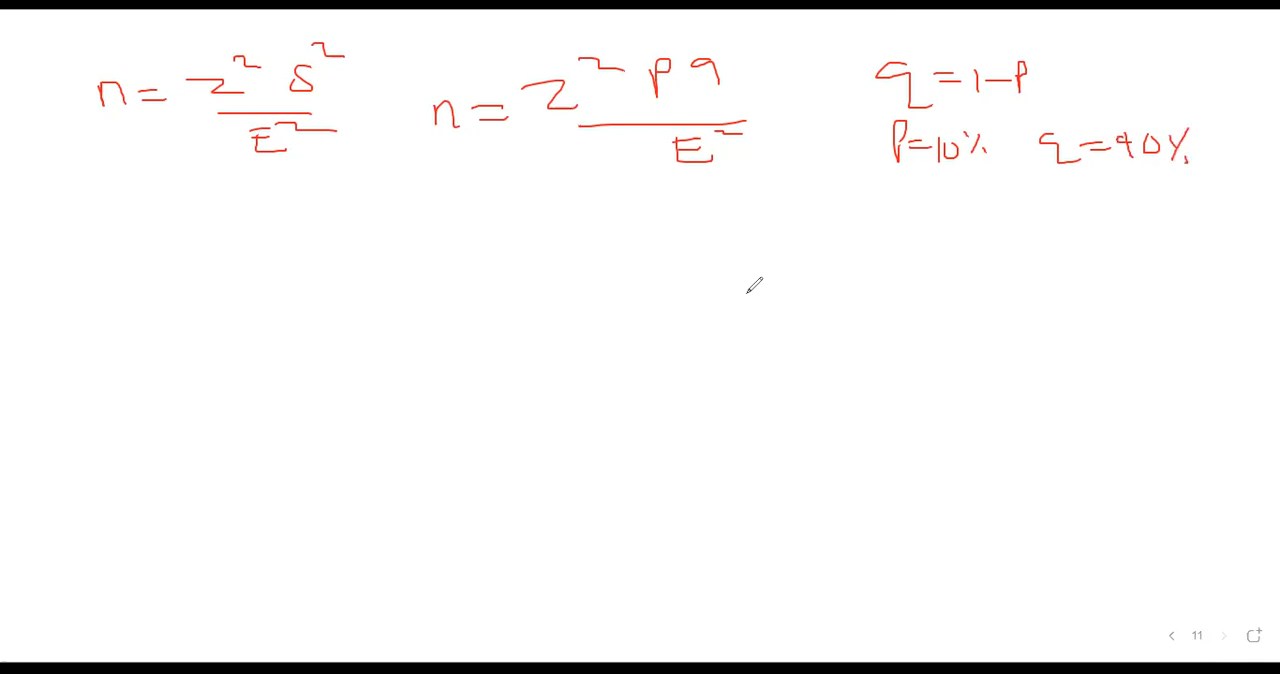 n = z² δ² / E²
n = z² p q / E²
q = 1 - p
p = 10% q = 90%
11